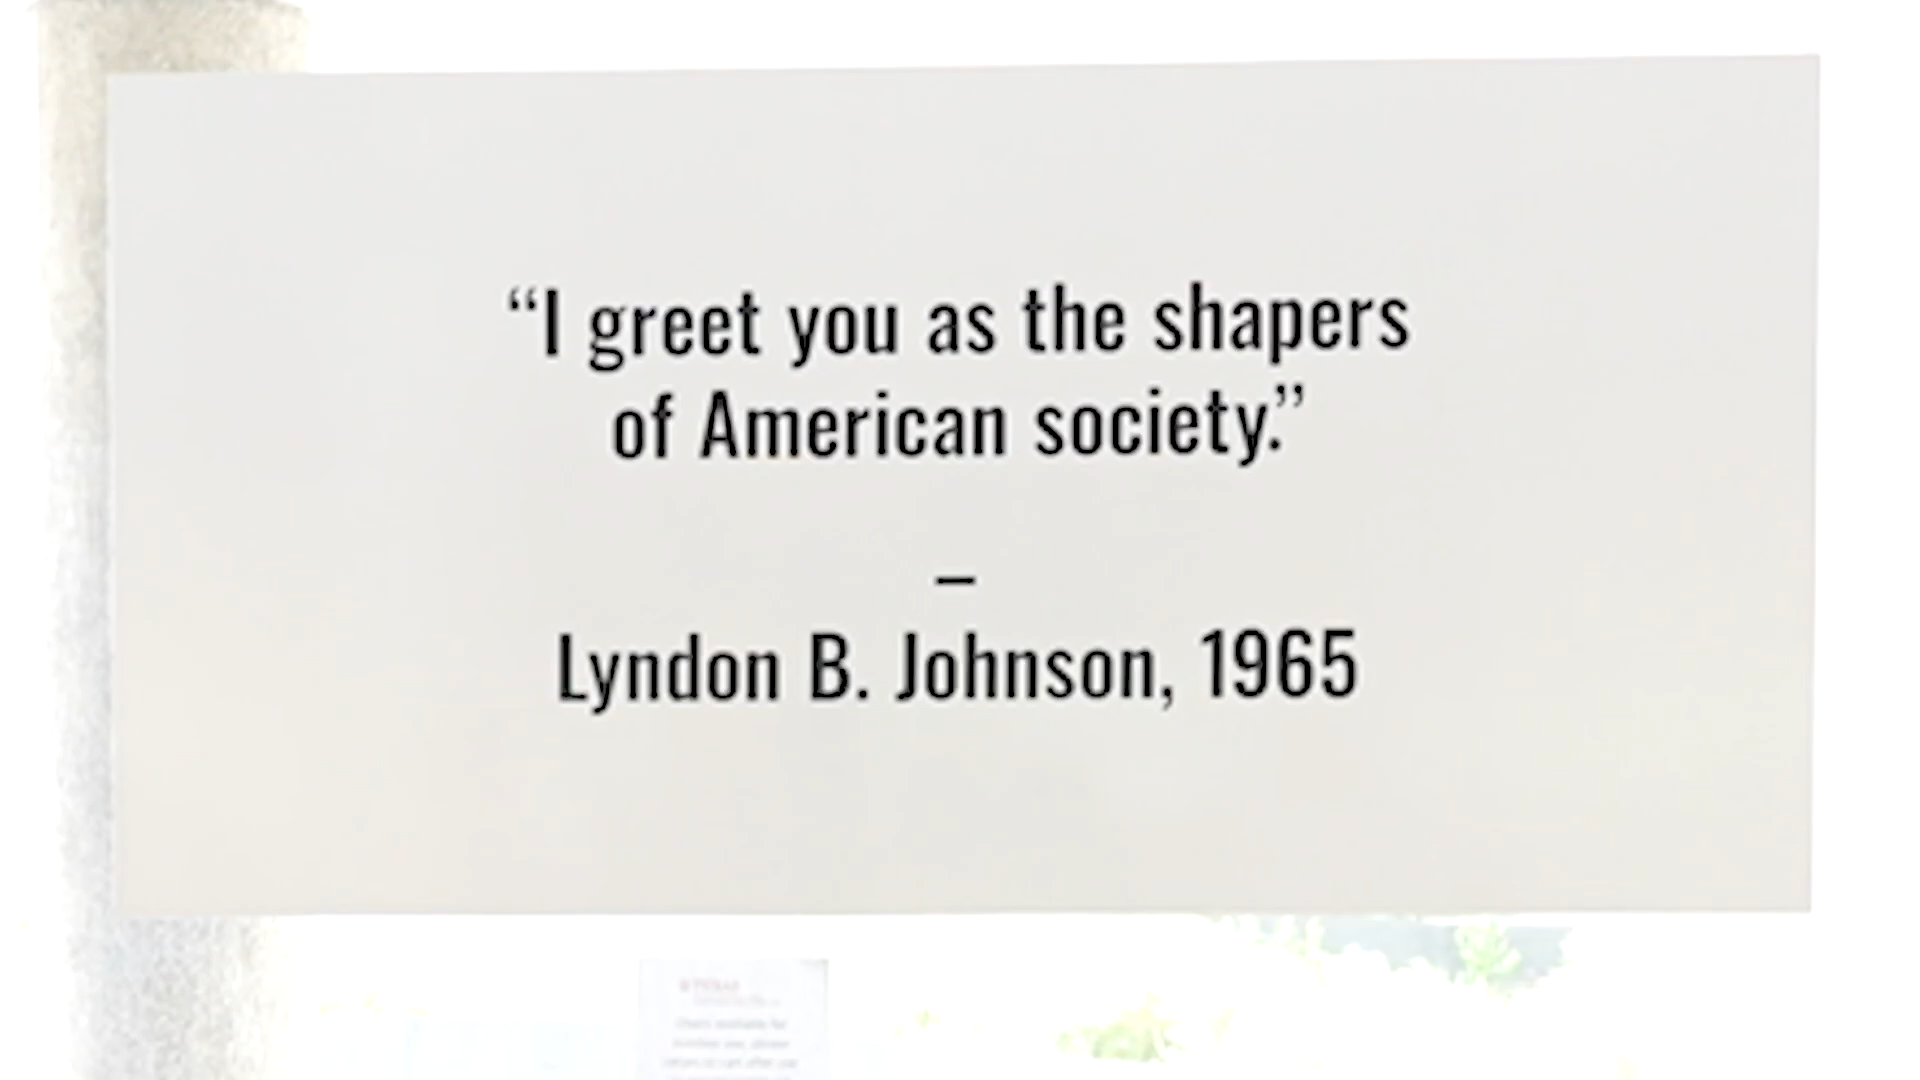 “I greet you as the shapers
of American society.”
–
Lyndon B. Johnson, 1965